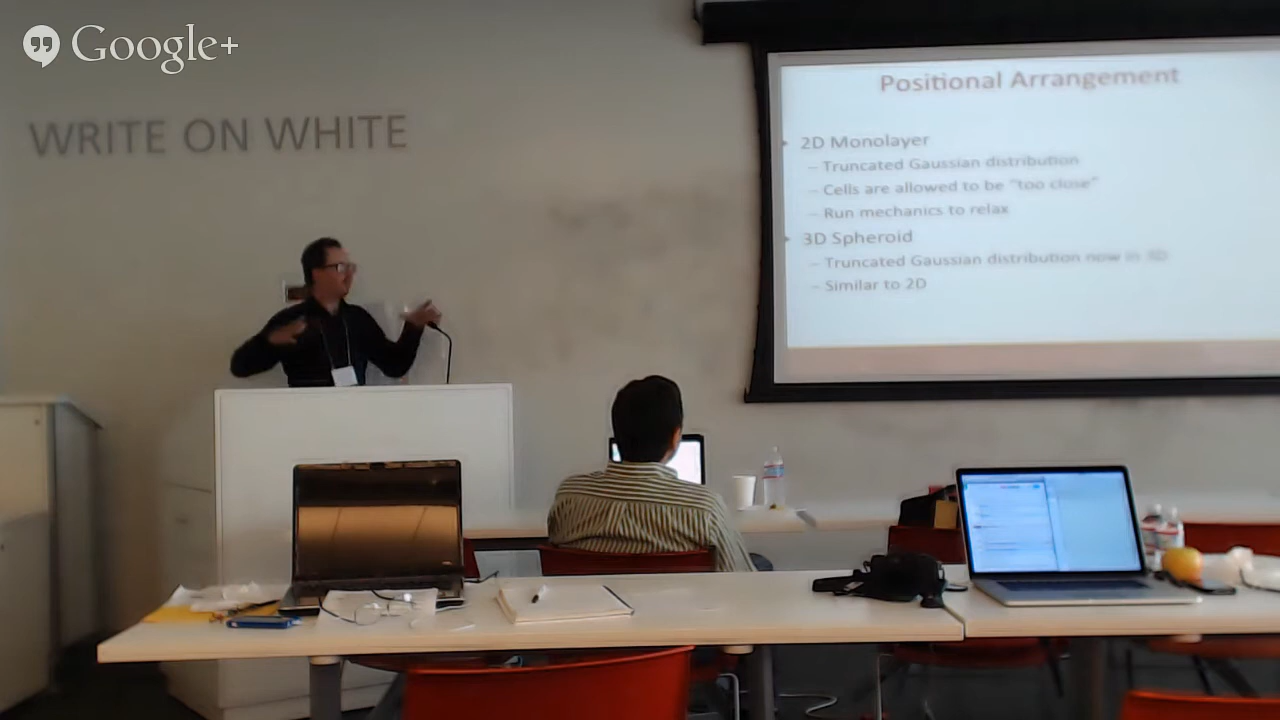 Google+
WRITE ON WHITE
Positional Arrangement
2D Monolayer
– Truncated Gaussian distribution
– Cells are allowed to be "too close"
– Run mechanics to relax
3D Spheroid
– Truncated Gaussian distribution now in 3D
– Similar to 2D